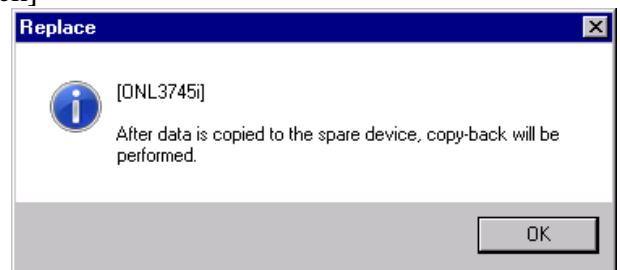 Replace
[ONL3745i]
After data is copied to the spare device, copy-back will be
performed.
OK